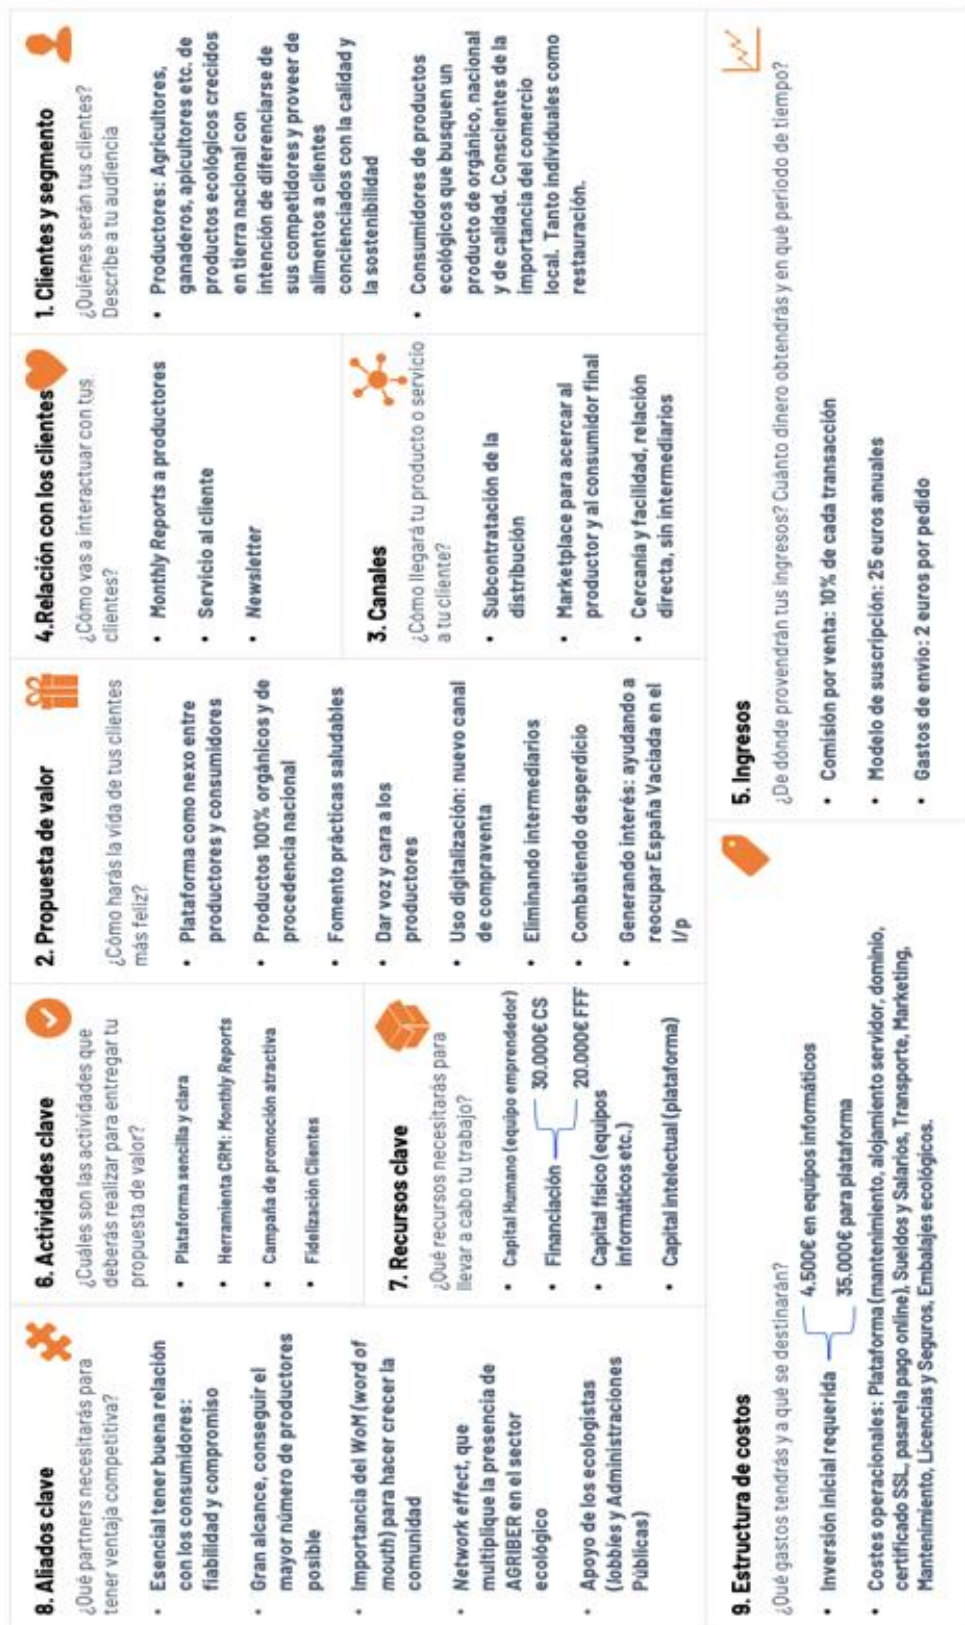 8. Aliados clave
¿Qué partners necesitarás para
tener ventaja competitiva?
• Esencial tener buena relación
con los consumidores:
fiabilidad y compromiso
• Gran alcance, conseguir el
mayor número de productores
posible
• Importancia del WoM (word of
mouth) para hacer crecer la
comunidad
• Network effect, que
multiplique la presencia de
AGRIBER en el sector
ecológico
• Apoyo de los ecologistas
(lobbies y Administraciones
Públicas)
6. Actividades clave
¿Cuáles son las actividades que
deberás realizar para entregar tu
propuesta de valor?
• Plataforma sencilla y clara
• Herramienta CRM: Monthly Reports
• Campaña de promoción atractiva
• Fidelización Clientes
7. Recursos clave
¿Qué recursos necesitarás para
llevar a cabo tu trabajo?
• Capital Humano (equipo emprendedor)
• Financiación
30.000€ CS
20.000€ FFF
• Capital físico (equipos
informáticos etc.)
• Capital intelectual (plataforma)
2. Propuesta de valor
¿Cómo harás la vida de tus clientes
más feliz?
• Plataforma como nexo entre
productores y consumidores
• Productos 100% orgánicos y de
procedencia nacional
• Fomento prácticas saludables
• Dar voz y cara a los
productores
• Uso digitalización: nuevo canal
de compraventa
• Eliminando intermediarios
• Combatiendo desperdicio
• Generando interés: ayudando a
reocupar España Vaciada en el
l/p
4.Relación con los clientes
¿Cómo vas a interactuar con tus
clientes?
• Monthly Reports a productores
• Servicio al cliente
• Newsletter
3. Canales
¿Cómo llegará tu producto o servicio
a tu cliente?
• Subcontratación de la
distribución
• Marketplace para acercar al
productor y al consumidor final
• Cercanía y facilidad, relación
directa, sin intermediarios
1. Clientes y segmento
¿Quiénes serán tus clientes?
Describe a tu audiencia
• Productores: Agricultores,
ganaderos, apicultores etc. de
productos ecológicos crecidos
en tierra nacional con
intención de diferenciarse de
sus competidores y proveer de
alimentos a clientes
concienciados con la calidad y
la sostenibilidad
• Consumidores de productos
ecológicos que busquen un
producto de orgánico, nacional
y de calidad. Conscientes de la
importancia del comercio
local. Tanto individuales como
restauración.
9. Estructura de costos
¿Qué gastos tendrás y a qué se destinarán?
• Inversión inicial requerida
4.500€ en equipos informáticos
35.000€ para plataforma
• Costes operacionales: Plataforma (mantenimiento, alojamiento servidor, dominio,
certificado SSL, pasarela pago online), Sueldos y Salarios, Transporte, Marketing,
Mantenimiento, Licencias y Seguros, Embalajes ecológicos.
5. Ingresos
¿De dónde provendrán tus ingresos? Cuánto dinero obtendrás y en qué periodo de tiempo?
• Comisión por venta: 10% de cada transacción
• Modelo de suscripción: 25 euros anuales
• Gastos de envío: 2 euros por pedido